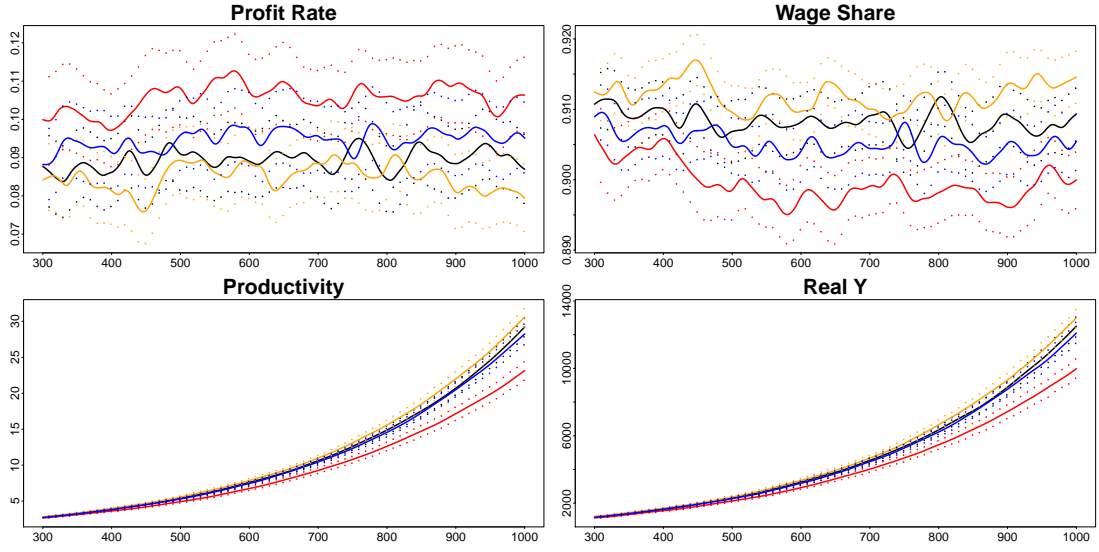 Profit Rate
0.07 0.08 0.09 0.10 0.11 0.12
300 400 500 600 700 800 900 1000
Wage Share
0.890 0.900 0.910 0.920
300 400 500 600 700 800 900 1000
Productivity
5 10 15 20 25 30
300 400 500 600 700 800 900 1000
Real Y
2000 6000 10000 14000
300 400 500 600 700 800 900 1000